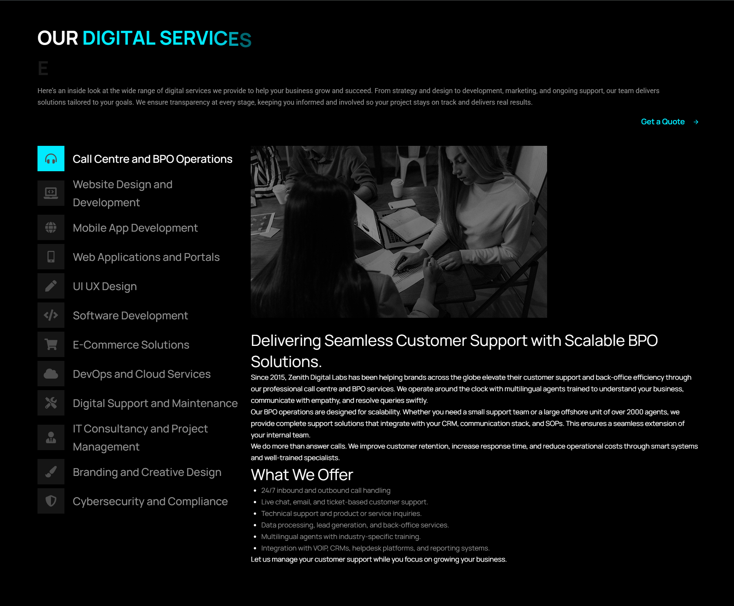 OUR DIGITAL SERVICES
E
Here's an inside look at the wide range of digital services we provide to help your business grow and succeed. From strategy and design to development, marketing, and ongoing support, our team delivers
solutions tailored to your goals. We ensure transparency at every stage, keeping you informed and involved so your project stays on track and delivers real results.
Get a Quote →
Call Centre and BPO Operations
Website Design and
Development
Mobile App Development
Web Applications and Portals
UI UX Design
Software Development
E-Commerce Solutions
DevOps and Cloud Services
Digital Support and Maintenance
IT Consultancy and Project
Management
Branding and Creative Design
Cybersecurity and Compliance
Delivering Seamless Customer Support with Scalable BPO
Solutions.
Since 2015, Zenith Digital Labs has been helping brands across the globe elevate their customer support and back-office efficiency through
our professional call centre and BPO services. We operate around the clock with multilingual agents trained to understand your business,
communicate with empathy, and resolve queries swiftly.
Our BPO operations are designed for scalability. Whether you need a small support team or a large offshore unit of over 2000 agents, we
provide complete support solutions that integrate with your CRM, communication stack, and SOPs. This ensures a seamless extension of
your internal team.
We do more than answer calls. We improve customer retention, increase response time, and reduce operational costs through smart systems
and well-trained specialists.
What We Offer
• 24/7 inbound and outbound call handling
• Live chat, email, and ticket-based customer support.
• Technical support and product or service inquiries.
• Data processing, lead generation, and back-office services.
• Multilingual agents with industry-specific training.
• Integration with VOIP, CRMs, helpdesk platforms, and reporting systems.
Let us manage your customer support while you focus on growing your business.